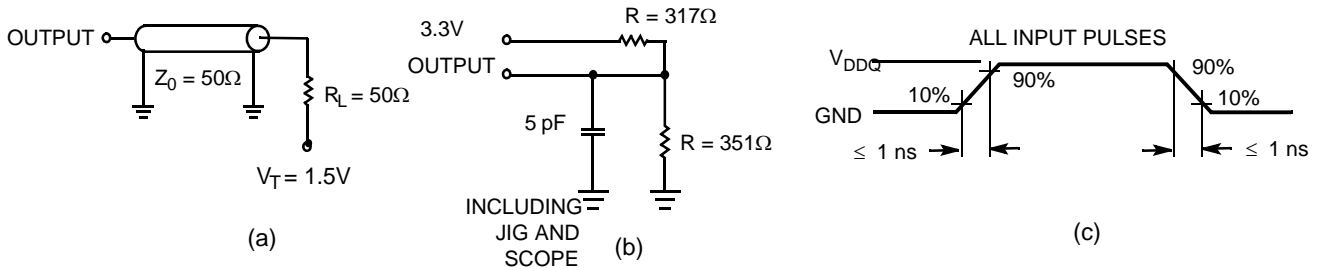 OUTPUT
Z0 = 50Ω
RL = 50Ω
VT = 1.5V
(a)
R = 317Ω
3.3V
OUTPUT
5 pF
R = 351Ω
INCLUDING
JIG AND
SCOPE
(b)
ALL INPUT PULSES
VDDQ
90%
90%
10%
10%
GND
≤ 1 ns
≤ 1 ns
(c)